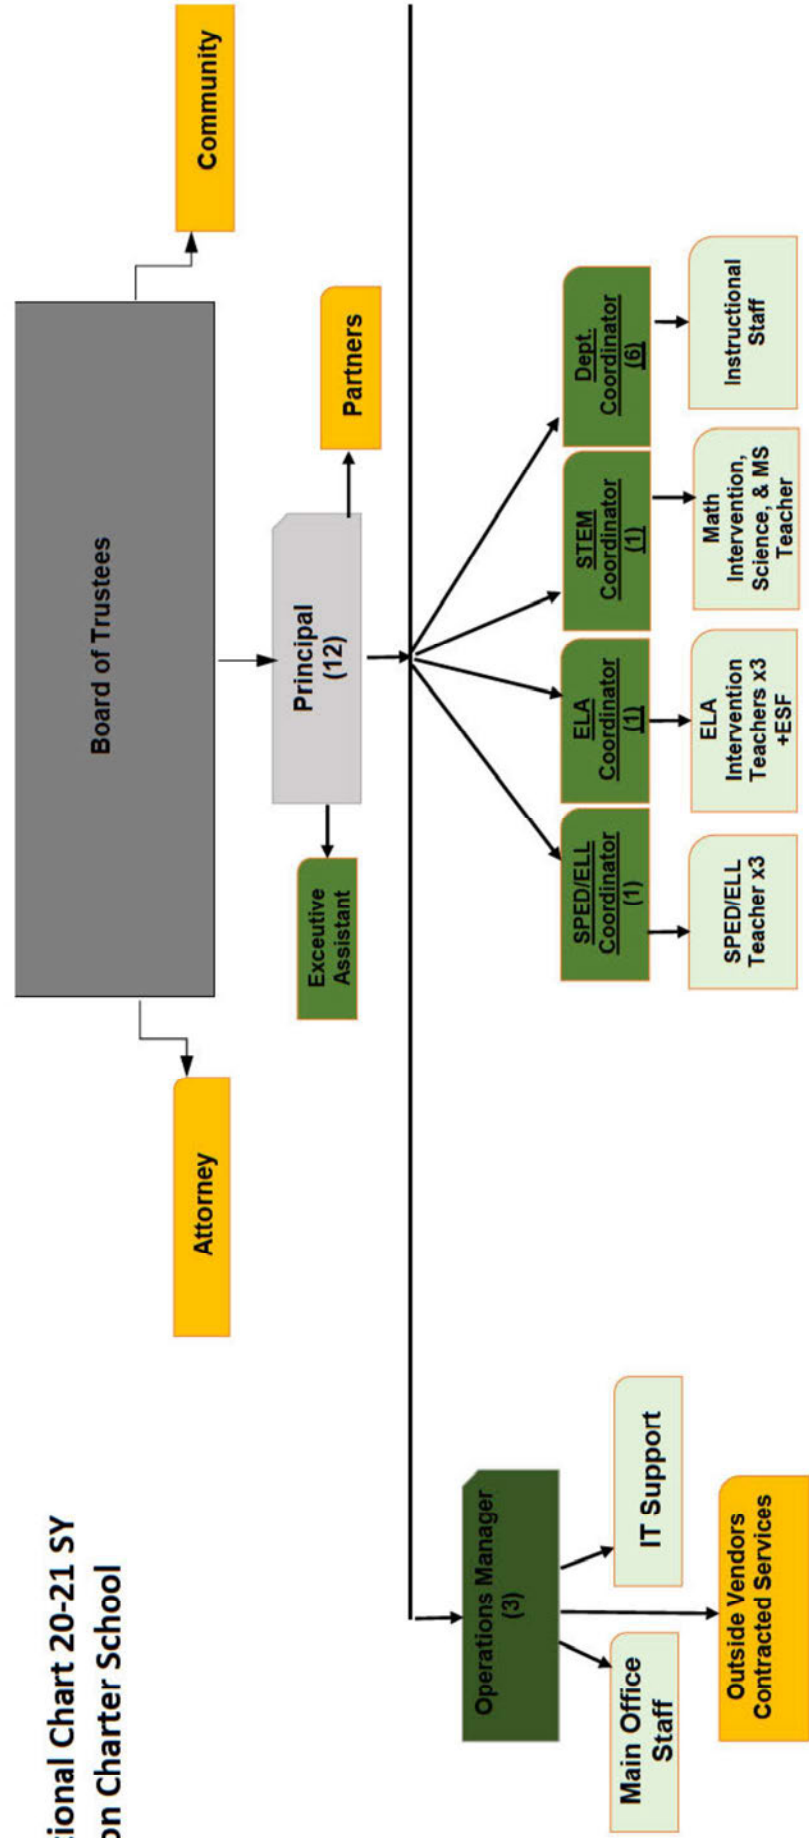 tional Chart 20-21 SY
on Charter School
Board of Trustees
Attorney
Community
Principal
(12)
Exceutive
Assistant
Partners
Operations Manager
(3)
Main Office
Staff
IT Support
Outside Vendors
Contracted Services
SPED/ELL
Coordinator
(1)
ELA
Coordinator
(1)
STEM
Coordinator
(1)
Dept.
Coordinator
(6)
SPED/ELL
Teacher x3
ELA
Intervention
Teachers x3
+ESF
Math
Intervention,
Science, & MS
Teacher
Instructional
Staff